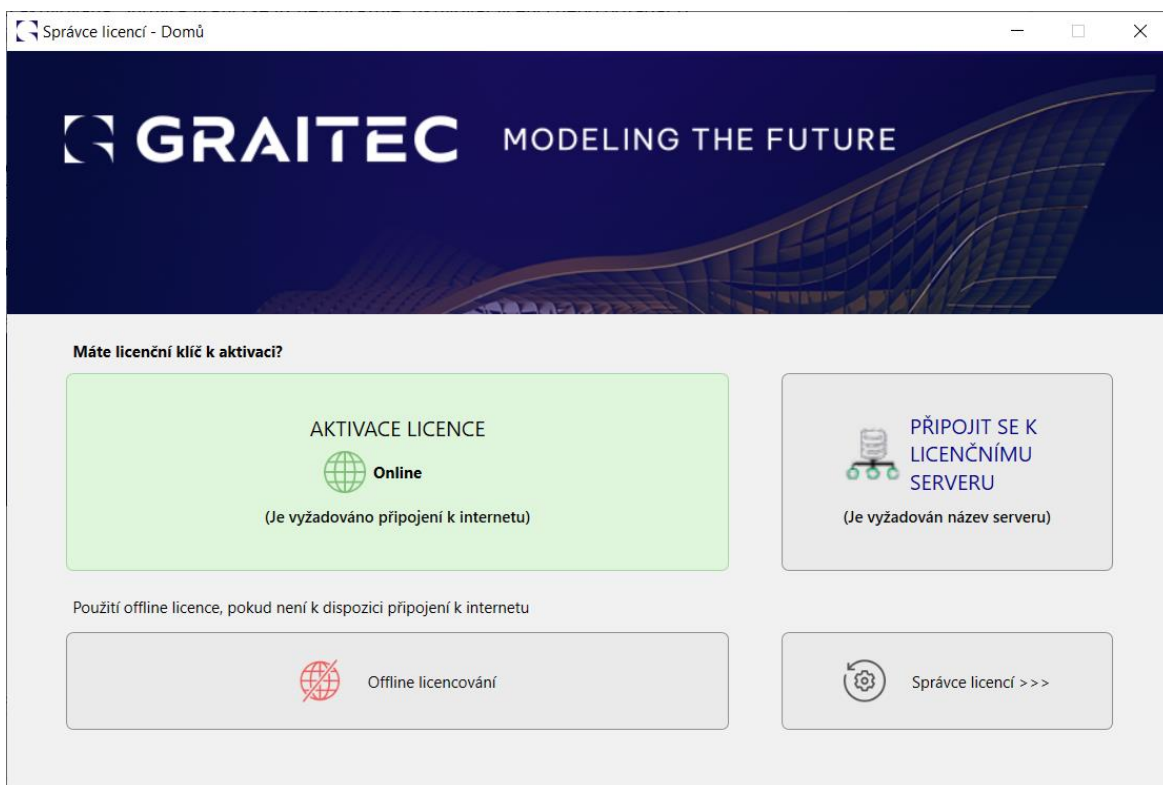 Správce licencí - Domů
GRAITEC MODELING THE FUTURE
Máte licenční klíč k aktivaci?
AKTIVACE LICENCE
Online
(Je vyžadováno připojení k internetu)
PŘIPOJIT SE K
LICENČNÍMU
SERVERU
(Je vyžadován název serveru)
Použití offline licence, pokud není k dispozici připojení k internetu
Offline licencování
Správce licencí >>>